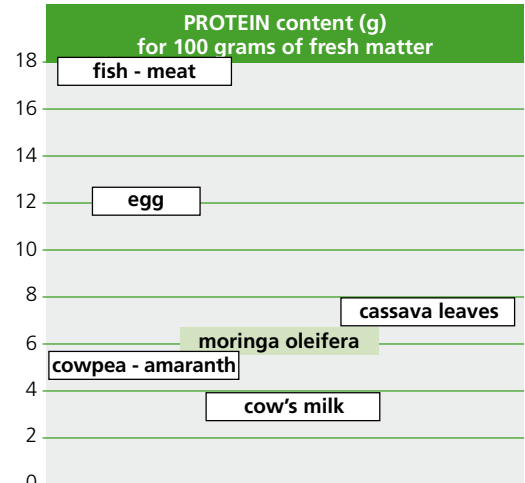 PROTEIN content (g)
for 100 grams of fresh matter
18
fish - meat
16
14
12
egg
10
8
cassava leaves
6
moringa oleifera
cowpea - amaranth
4
cow's milk
2
0